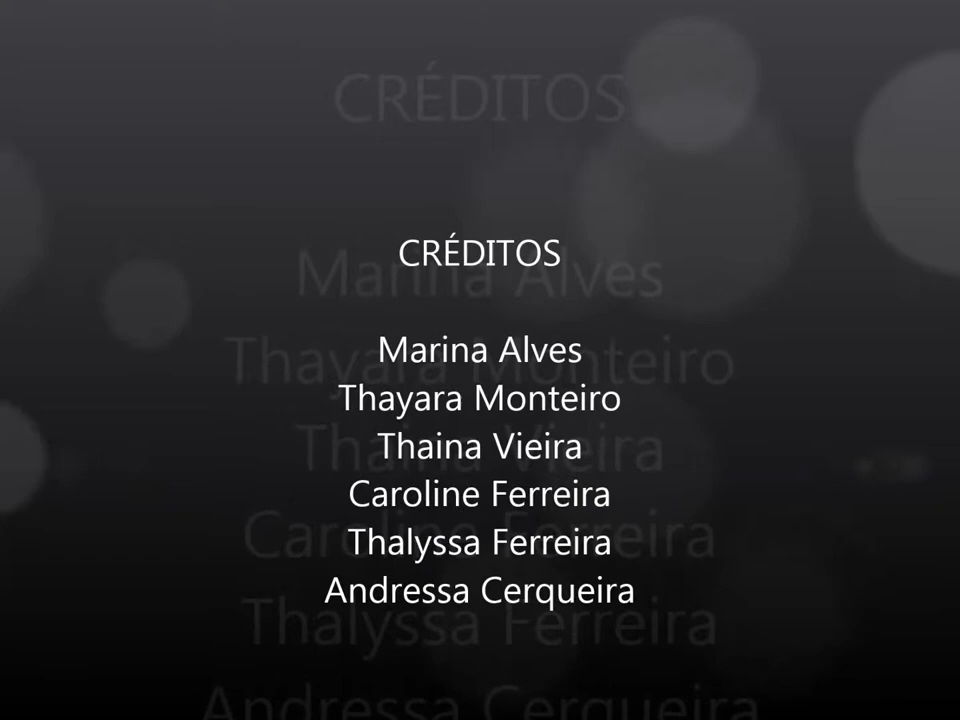 CRÉDITOS
Marina Alves
Thayara Monteiro
Thaina Vieira
Caroline Ferreira
Thalyssa Ferreira
Andressa Cerqueira